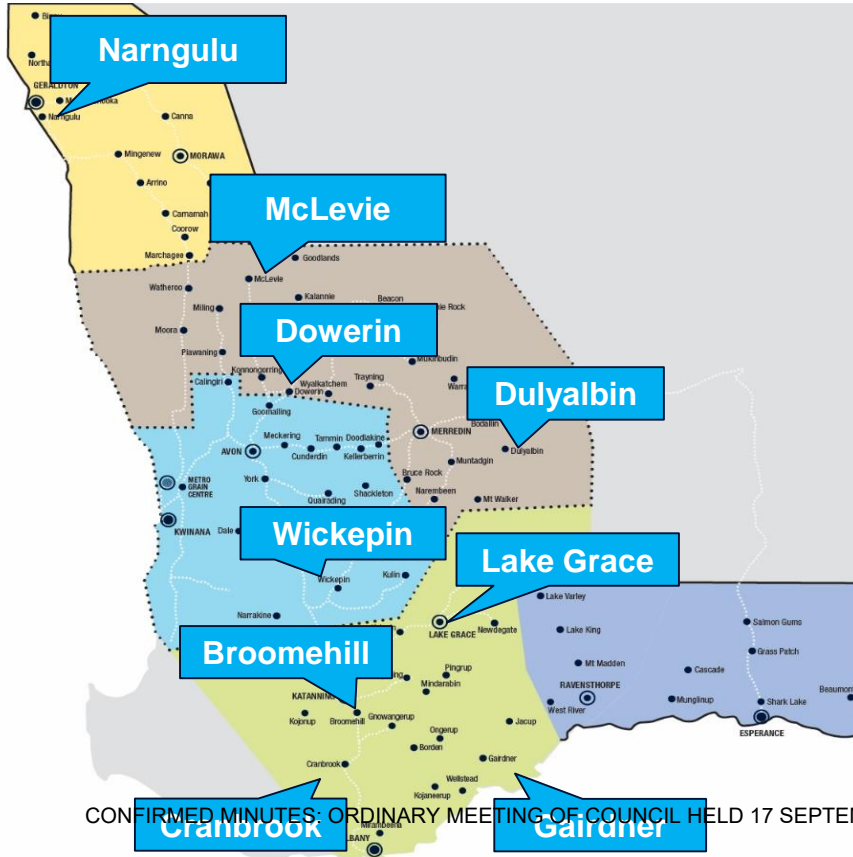 Narngulu
GERALDTON
Narngulu
Canna
Mingenew
MORAWA
Arrino
Carnamah
Coorow
Marchagee
McLevie
Goodlands
McLevie
Watheroo
Kalannie
Beacon
Miling
Moora
Dowerin
Piawaning
Mukinbudin
Konnongorring
Trayning
Calingiri
Wyalkatchem
Dowerin
Dulyalbin
Goomalling
Bodallin
MERREDIN
Meckering
Tammin
Doodlakine
AVON
Cunderdin
Kellerberrin
Dulyalbin
Muntadgin
METRO
GRAIN
CENTRE
York
Bruce Rock
Shackleton
Quairading
Narembeen
Mt Walker
KWINANA
Dale
Wickepin
Lake Grace
Kulin
Wickepin
Lake Varley
Narrakine
LAKE GRACE
Newdegate
Lake King
Salmon Gums
Broomehill
Grass Patch
Mt Madden
Pingrup
Cascade
Mindarabin
KATANNING
RAVENSTHORPE
Beaumont
West River
Munglinup
Shark Lake
Kojonup
Broomehill
Gnowangerup
Jacup
ESPERANCE
Ongerup
Borden
Cranbrook
Gairdner
Wellstead
Kojaneerup
CONFIRMED MINUTES: ORDINARY MEETING OF COUNCIL HELD 17 SEPTE
Cranbrook
Gairdner